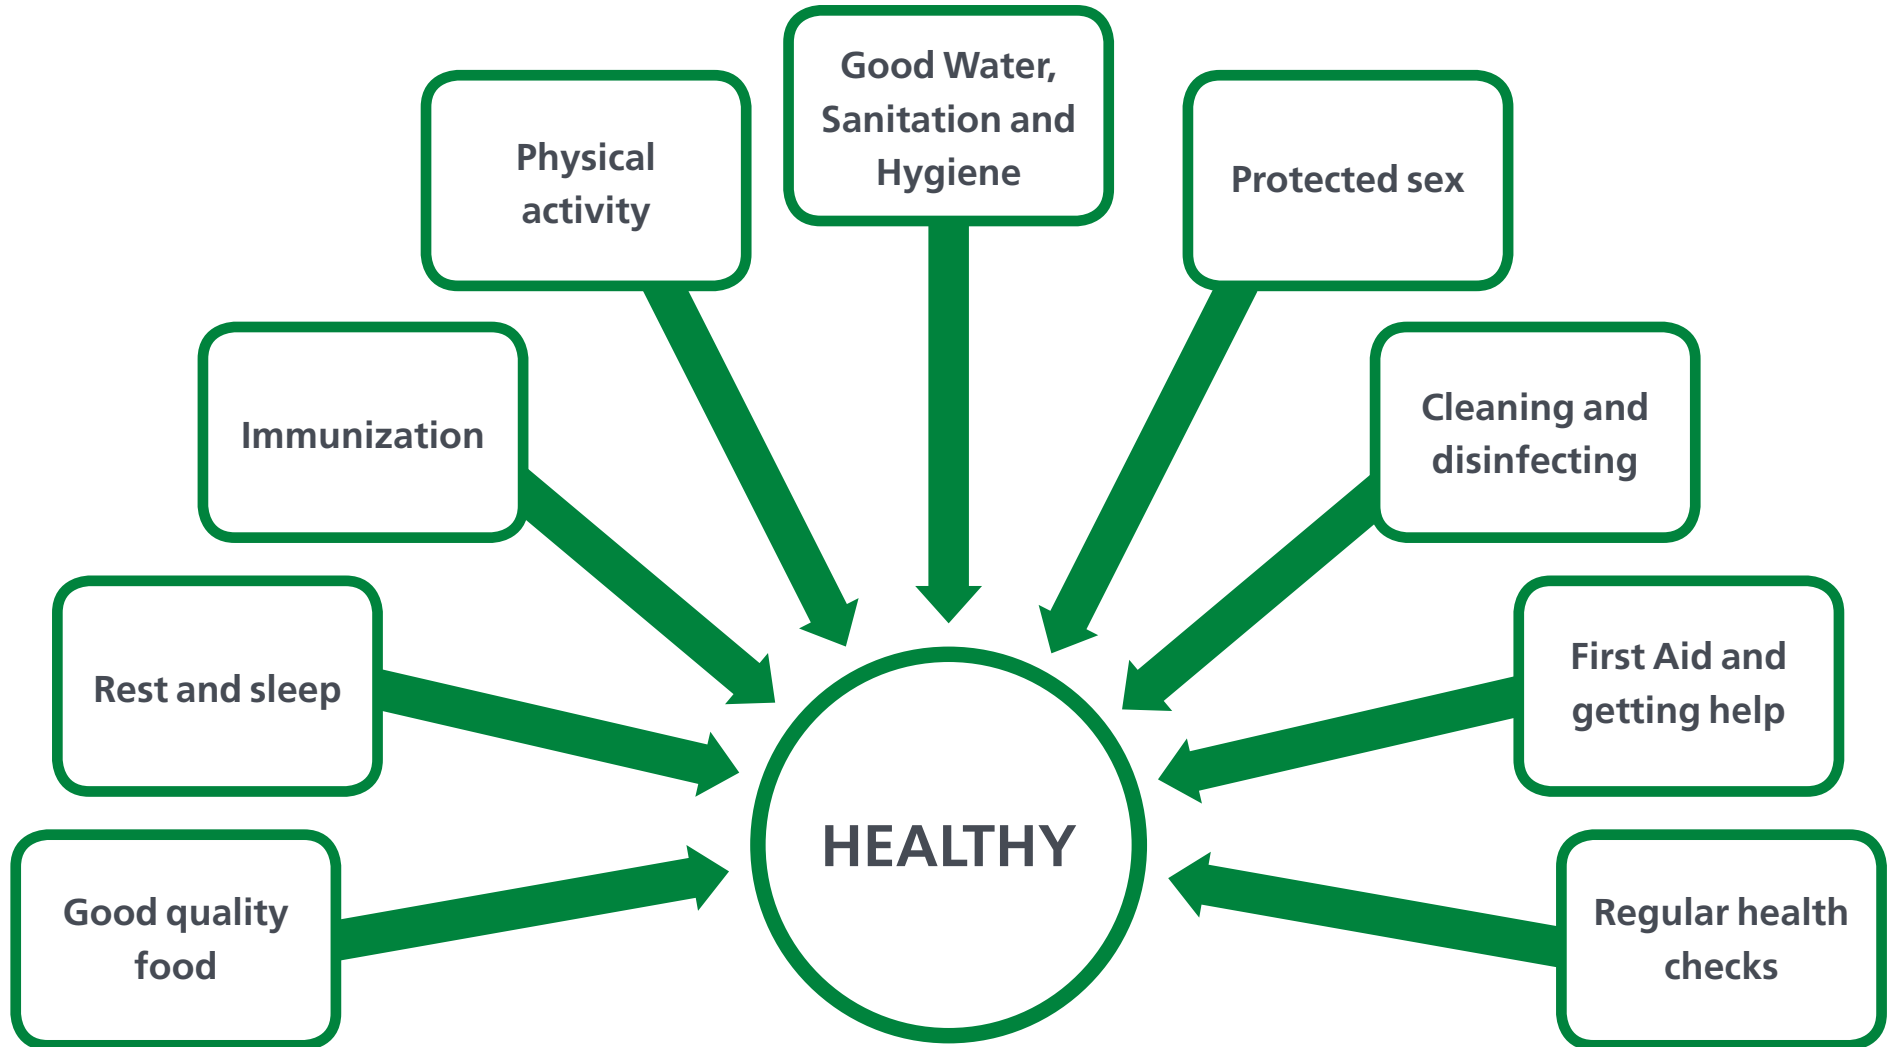 Good Water,
Sanitation and
Hygiene
Physical
activity
Protected sex
Immunization
Cleaning and
disinfecting
Rest and sleep
First Aid and
getting help
HEALTHY
Good quality
food
Regular health
checks